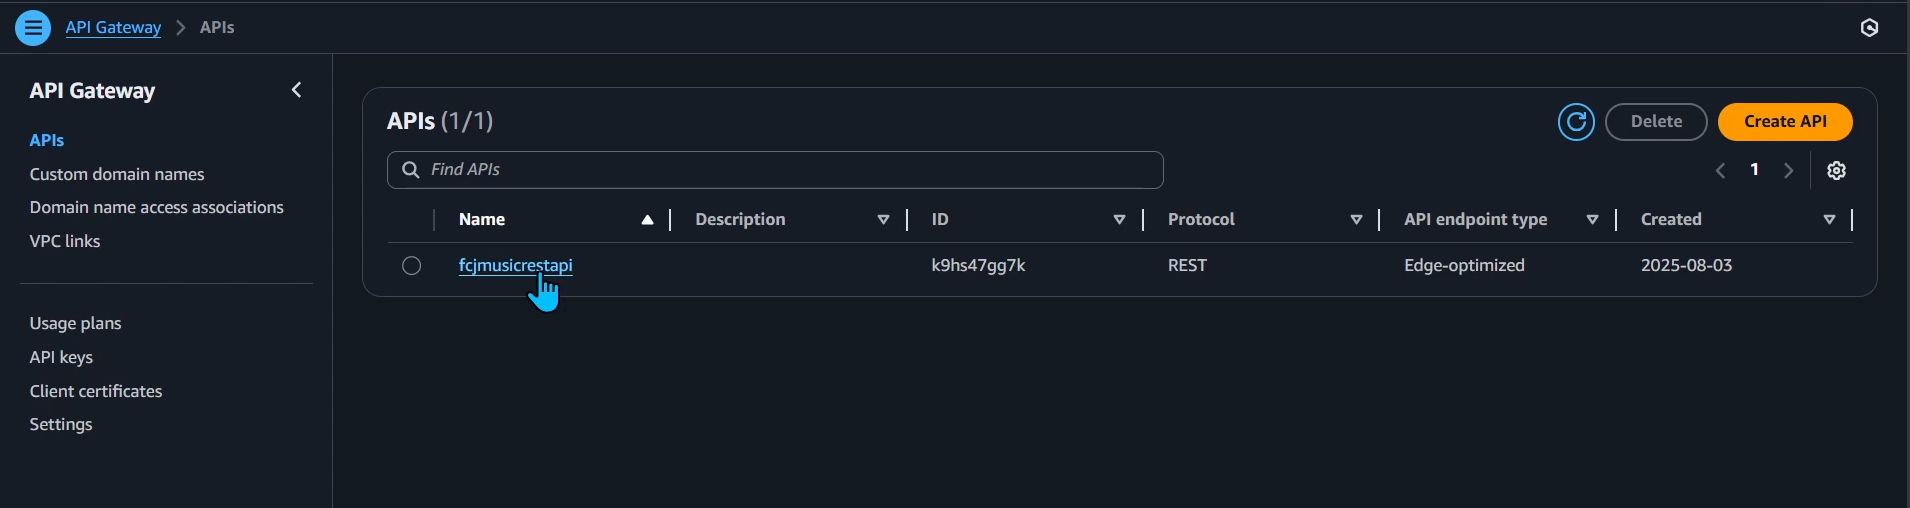 API Gateway > APIs
API Gateway
APIs
Custom domain names
Domain name access associations
VPC links
Usage plans
API keys
Client certificates
Settings
APIs (1/1)
Delete
Create API
Find APIs
1
Name Description ID Protocol API endpoint type Created
fcjmusicrestapi k9hs47gg7k REST Edge-optimized 2025-08-03